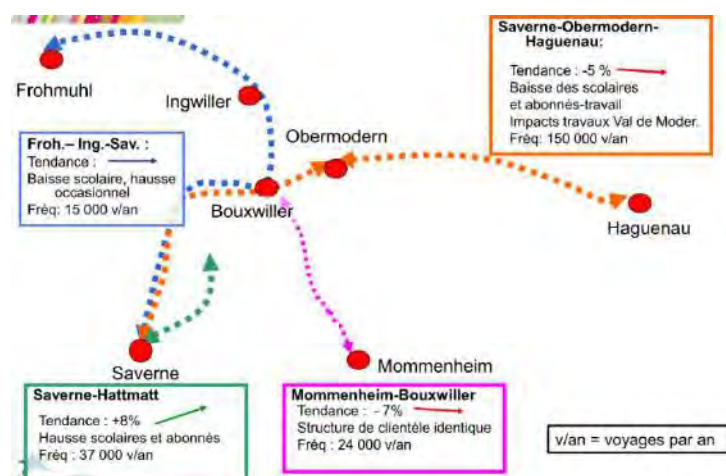 Saverne-Obermodern-
Haguenau:
Tendance : -5 %
Baisse des scolaires
et abonnés-travail
Impacts travaux Val de Moder.
Fréq: 150 000 v/an
Frohmuhl
Ingwiller
Obermodern
Froh.– Ing.-Sav. :
Tendance :
Baisse scolaire, hausse
occasionnel
Fréq: 15 000 v/an
Bouxwiller
Haguenau
Saverne
Mommenheim
Saverne-Hattmatt
Tendance : +8%
Hausse scolaires et abonnés
Fréq : 37 000 v/an
Mommenheim-Bouxwiller
Tendance : - 7%
Structure de clientèle identique
Fréq : 24 000 v/an
v/an = voyages par an